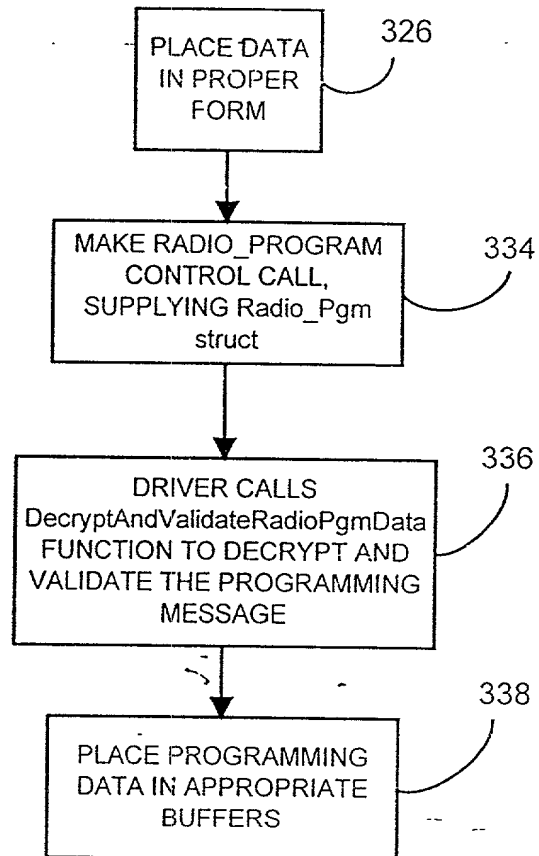 PLACE DATA
IN PROPER
FORM
326
MAKE RADIO_PROGRAM
CONTROL CALL,
SUPPLYING Radio_Pgm
struct
334
DRIVER CALLS
DecryptAndValidateRadioPgmData
FUNCTION TO DECRYPT AND
VALIDATE THE PROGRAMMING
MESSAGE
336
PLACE PROGRAMMING
DATA IN APPROPRIATE
BUFFERS
338